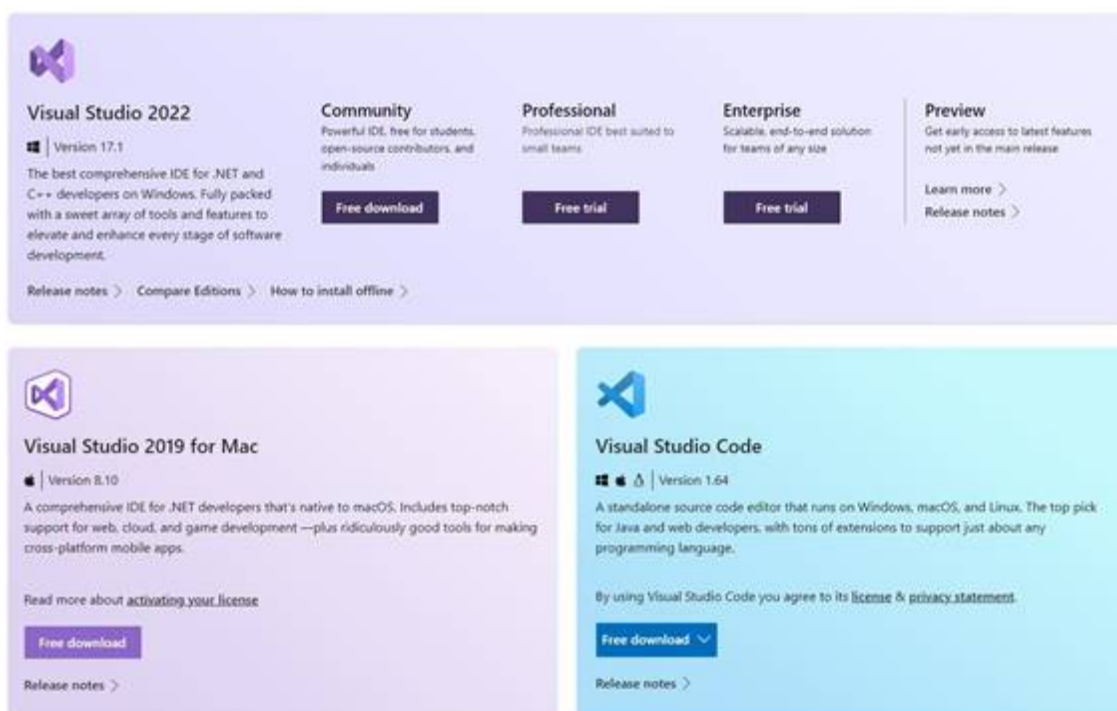 Visual Studio 2022
Version 17.1
The best comprehensive IDE for .NET and
C++ developers on Windows. Fully packed
with a sweet array of tools and features to
elevate and enhance every stage of software
development.
Community
Powerful IDE, free for students,
open-source contributors, and
individuals
Free download
Professional
Professional IDE best suited to
small teams
Free trial
Enterprise
Scalable, end-to-end solution
for teams of any size
Free trial
Preview
Get early access to latest features
not yet in the main release
Learn more
Release notes
Release notes
Compare Editions
How to install offline
Visual Studio 2019 for Mac
Version 8.10
A comprehensive IDE for .NET developers that's native to macOS. Includes top-notch
support for web, cloud, and game development —plus ridiculously good tools for making
cross-platform mobile apps.
Read more about activating your license
Free download
Release notes
Visual Studio Code
Version 1.64
A standalone source code editor that runs on Windows, macOS, and Linux. The top pick
for Java and web developers, with tons of extensions to support just about any
programming language.
By using Visual Studio Code you agree to its license & privacy statement.
Free download
Release notes